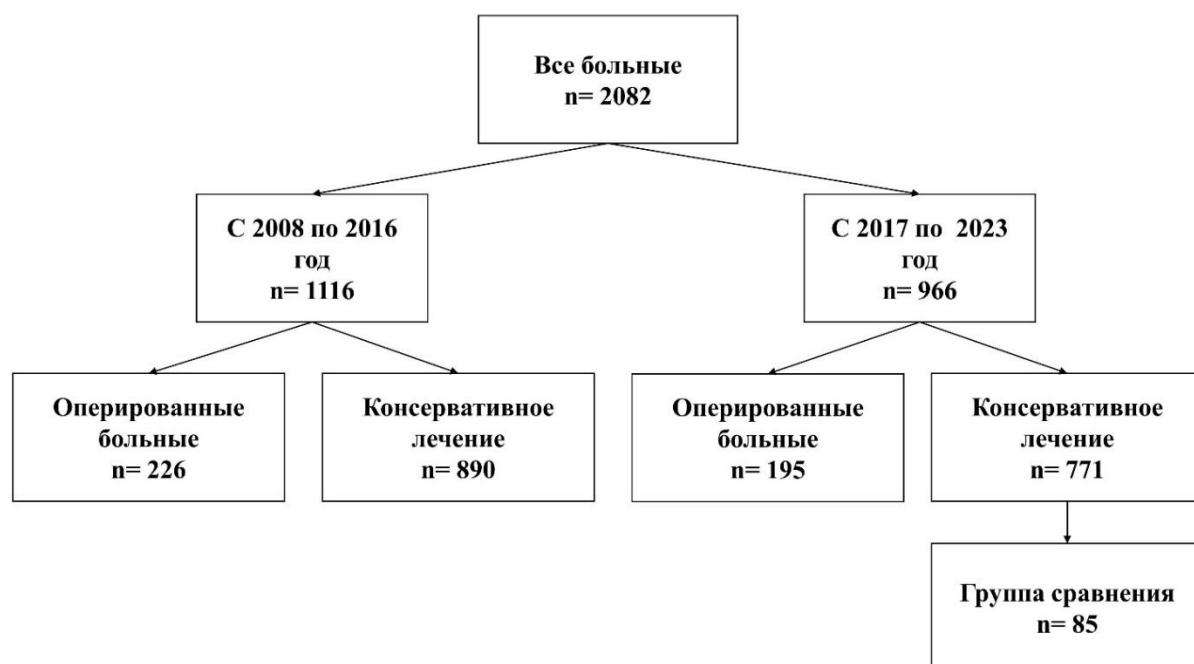 Все больные
n= 2082
С 2008 по 2016
год
n= 1116
С 2017 по 2023
год
n= 966
Оперированные
больные
n= 226
Консервативное
лечение
n= 890
Оперированные
больные
n= 195
Консервативное
лечение
n= 771
Группа сравнения
n= 85